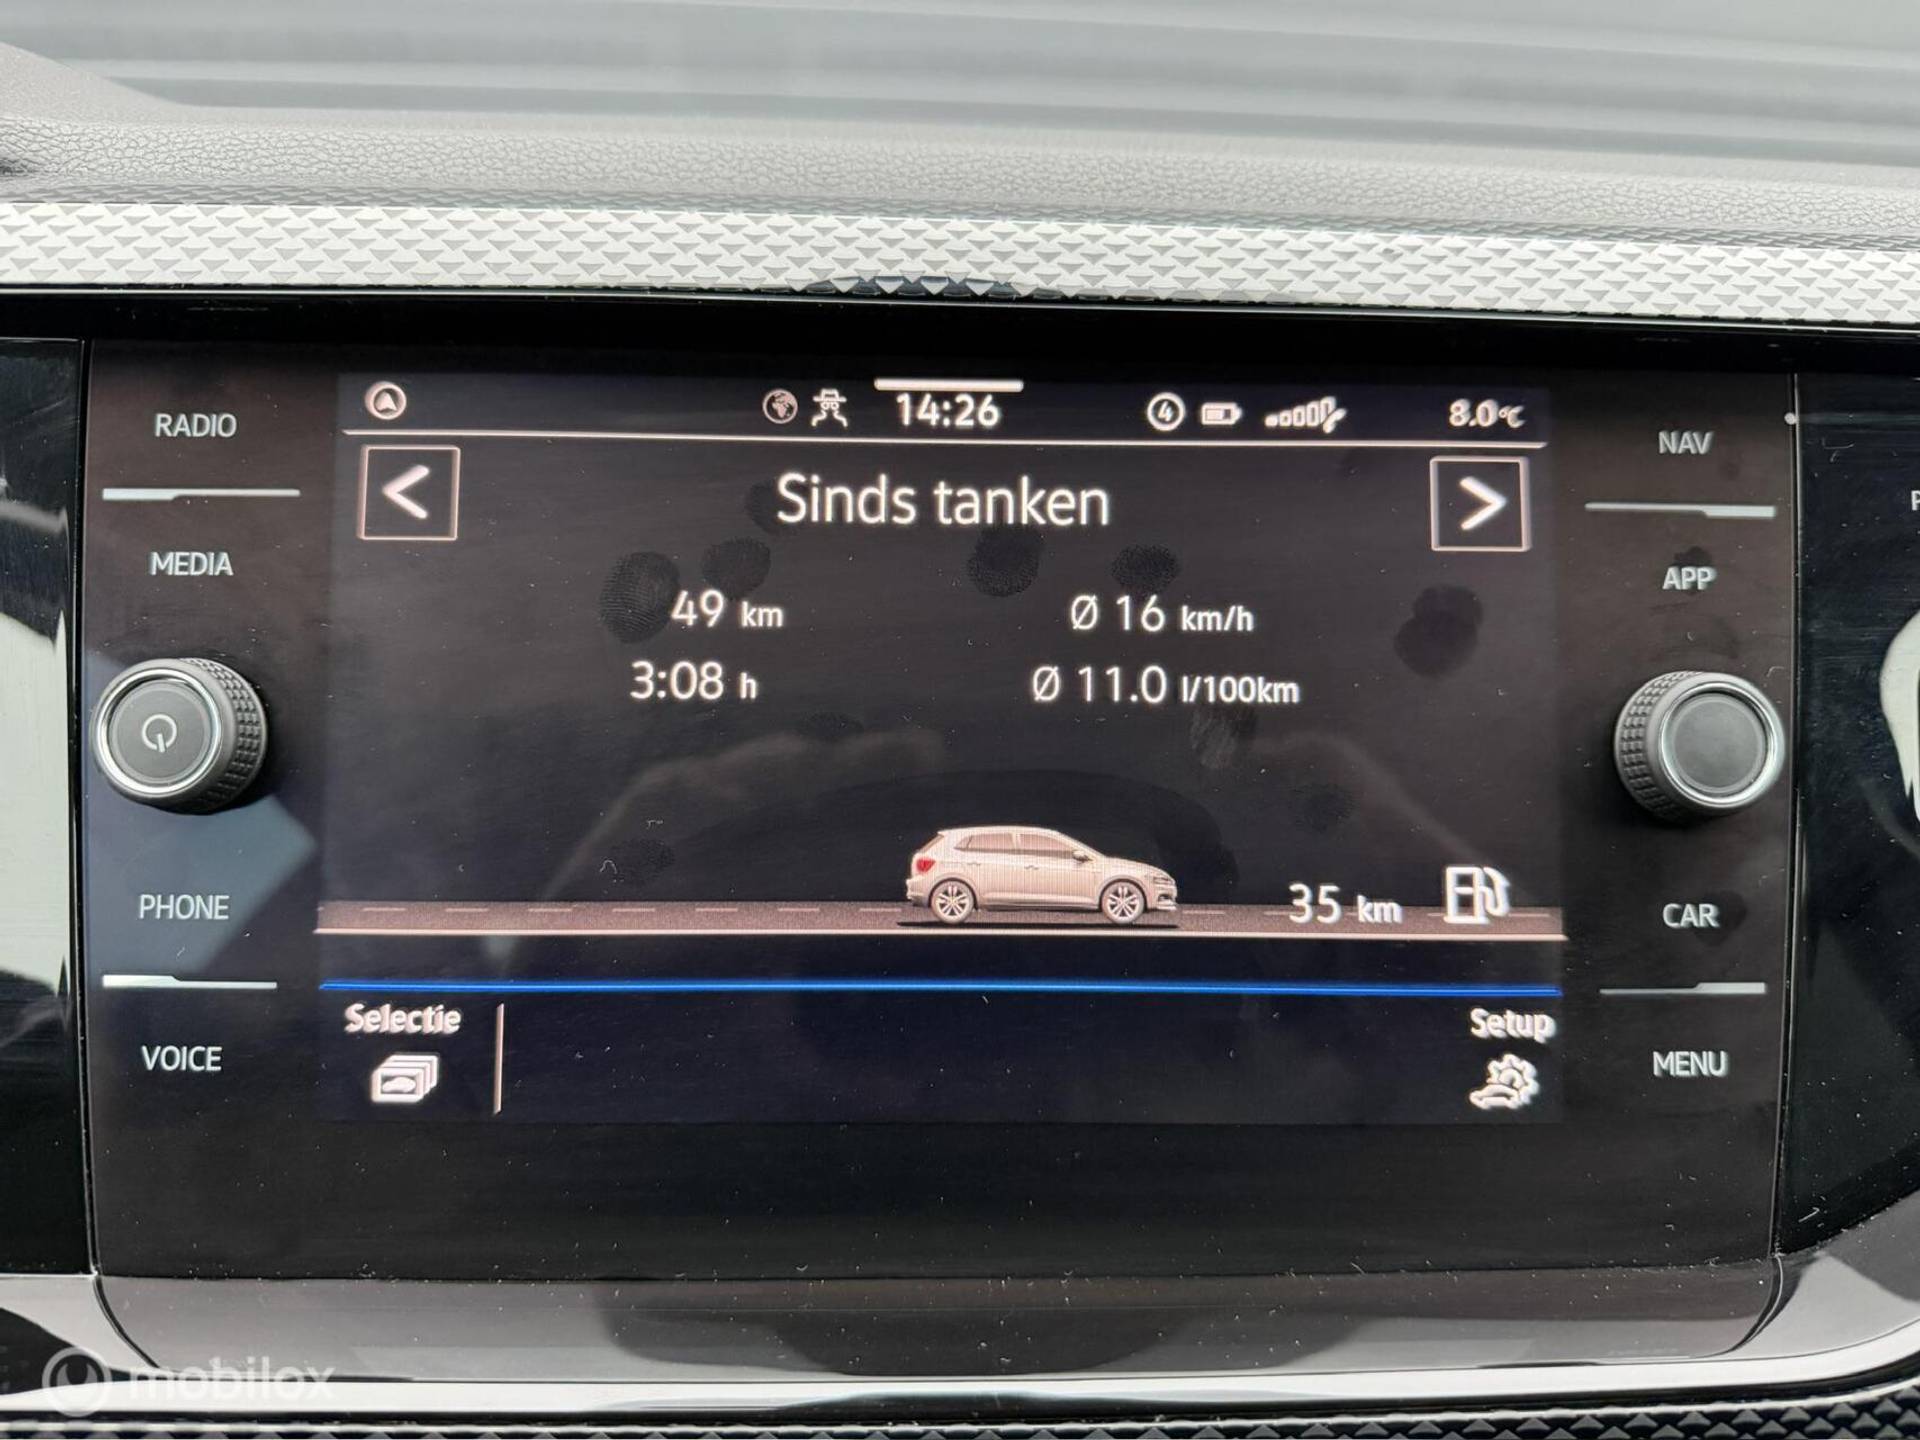 14:26
4
8.0°C
RADIO
NAV
<
Sinds tanken
>
MEDIA
APP
49 km
Ø 16 km/h
3:08 h
Ø 11.0 l/100km
PHONE
35 km
CAR
Selectie
Setup
VOICE
MENU
mobilox